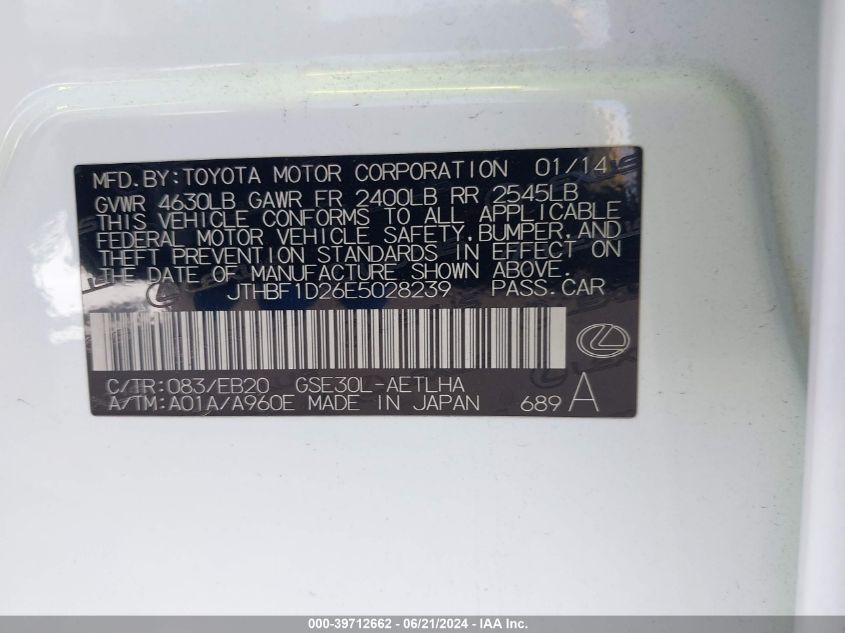 MFD.BY:TOYOTA MOTOR CORPORATION 01/14
GVWR 4630LB GAWR FR 2400LB RR 2545LB
THIS VEHICLE CONFORMS TO ALL APPLICABLE
FEDERAL MOTOR VEHICLE SAFETY,BUMPER,AND
THEFT PREVENTION STANDARDS IN EFFECT ON
THE DATE OF MANUFACTURE SHOWN ABOVE.
JTHBF1D26E5028239 PASS.CAR
C/TR:083/EB20 GSE30L-AETLHA
A/TM:A01A/A960E MADE IN JAPAN 689 A
000-39712662 - 06/21/2024 - IAA Inc.